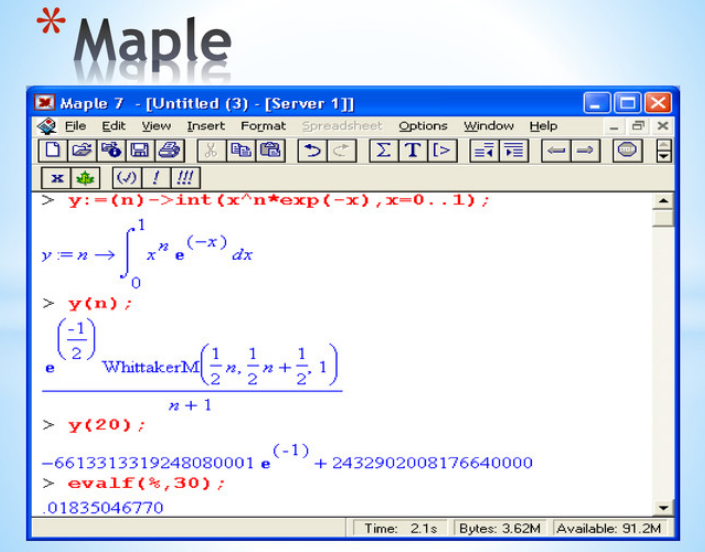 * Maple
Maple 7 - [Untitled (3) - [Server 1]]
File Edit View Insert Format Spreadsheet Options Window Help
Σ T [>
x (√) ! !!!
> y:=(n)->int(x^n*exp(-x),x=0..1);
y := n → ∫₀¹ xⁿ e^(-x) dx
> y(n);
e^(-1/2) WhittakerM(1/2 n, 1/2 n + 1/2, 1)
n + 1
> y(20);
-6613313319248080001 e^(-1) + 2432902008176640000
> evalf(%,30);
.01835046770
Time: 2.1s Bytes: 3.62M Available: 91.2M